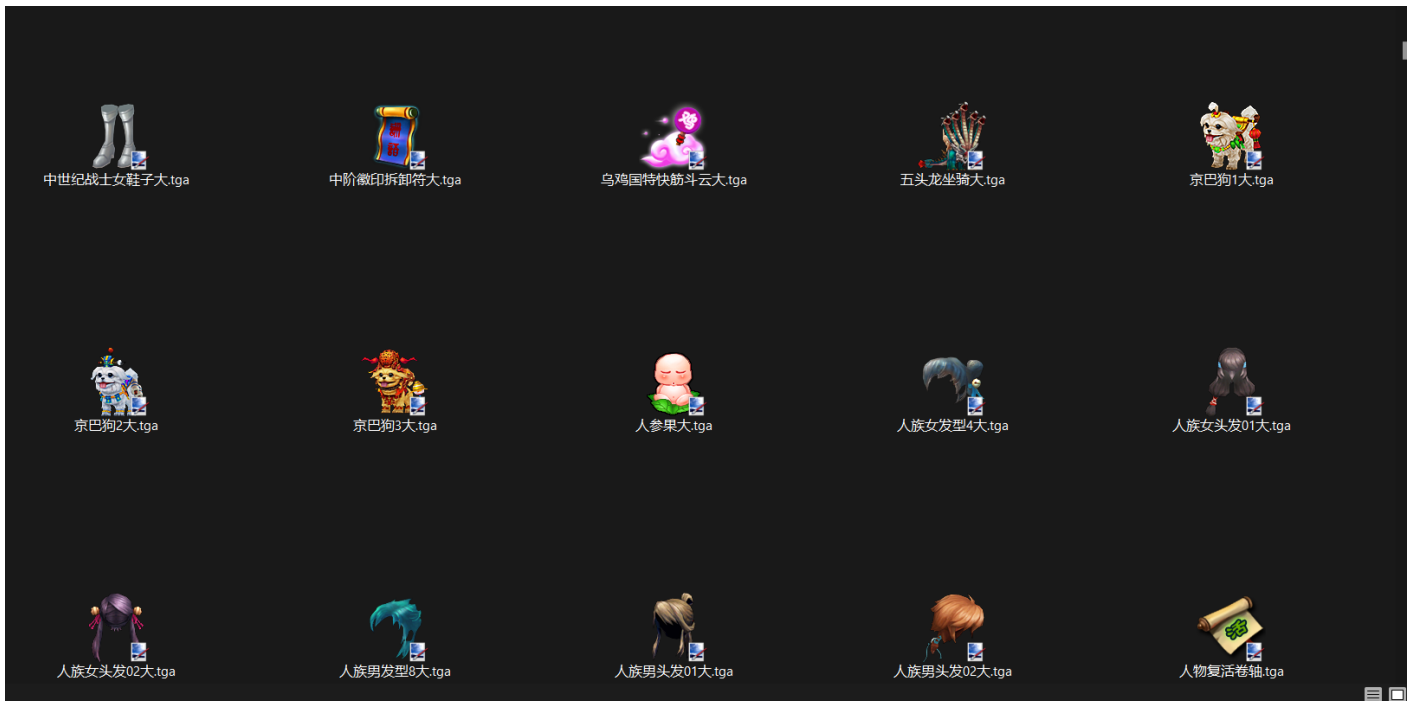 中世纪战士女鞋子大.tga
中阶徽印拆卸符大.tga
乌鸡国特快筋斗云大.tga
五头龙坐骑大.tga
京巴狗1大.tga
京巴狗2大.tga
京巴狗3大.tga
人参果大.tga
人族女发型4大.tga
人族女头发01大.tga
人族女头发02大.tga
人族男发型8大.tga
人族男头发01大.tga
人族男头发02大.tga
活
人物复活卷轴.tga